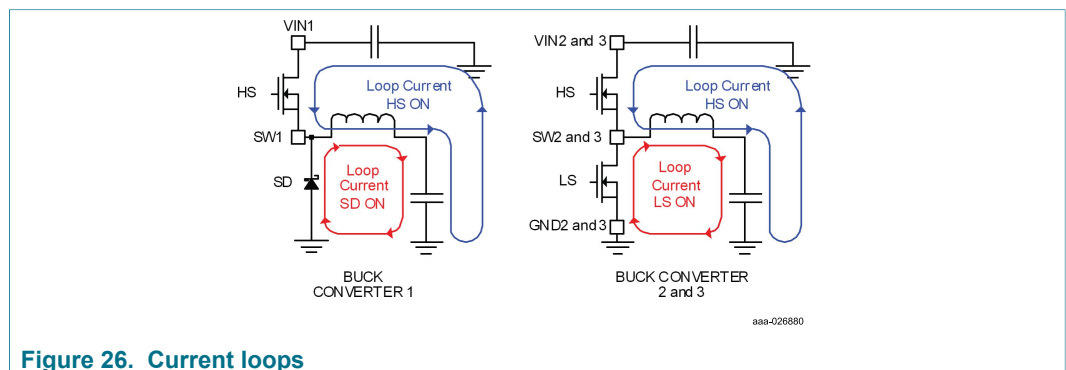 VIN1
HS
Loop Current
HS ON
SW1
SD
Loop
Current
SD ON
BUCK
CONVERTER 1
VIN2 and 3
HS
Loop Current
HS ON
SW2 and 3
LS
Loop
Current
LS ON
GND2 and 3
BUCK CONVERTER
2 and 3
aaa-026880
Figure 26. Current loops